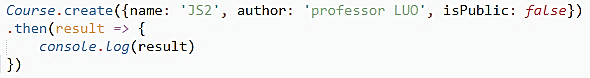 Course.create({name: 'JS2', author: 'professor LUO', isPublic: false})
.then(result => {
    console.log(result)
})